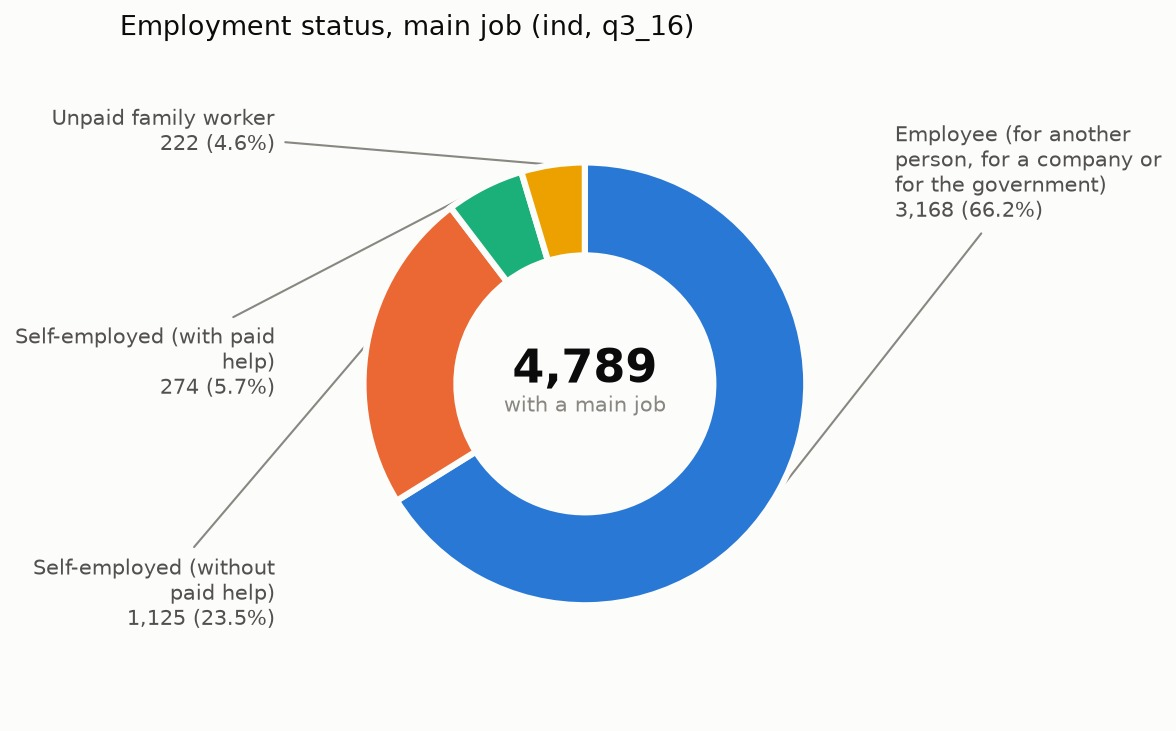 Employment status, main job (ind, q3_16)
Unpaid family worker
222 (4.6%)
Employee (for another
person, for a company or
for the government)
3,168 (66.2%)
Self-employed (with paid
help)
274 (5.7%)
4,789
with a main job
Self-employed (without
paid help)
1,125 (23.5%)